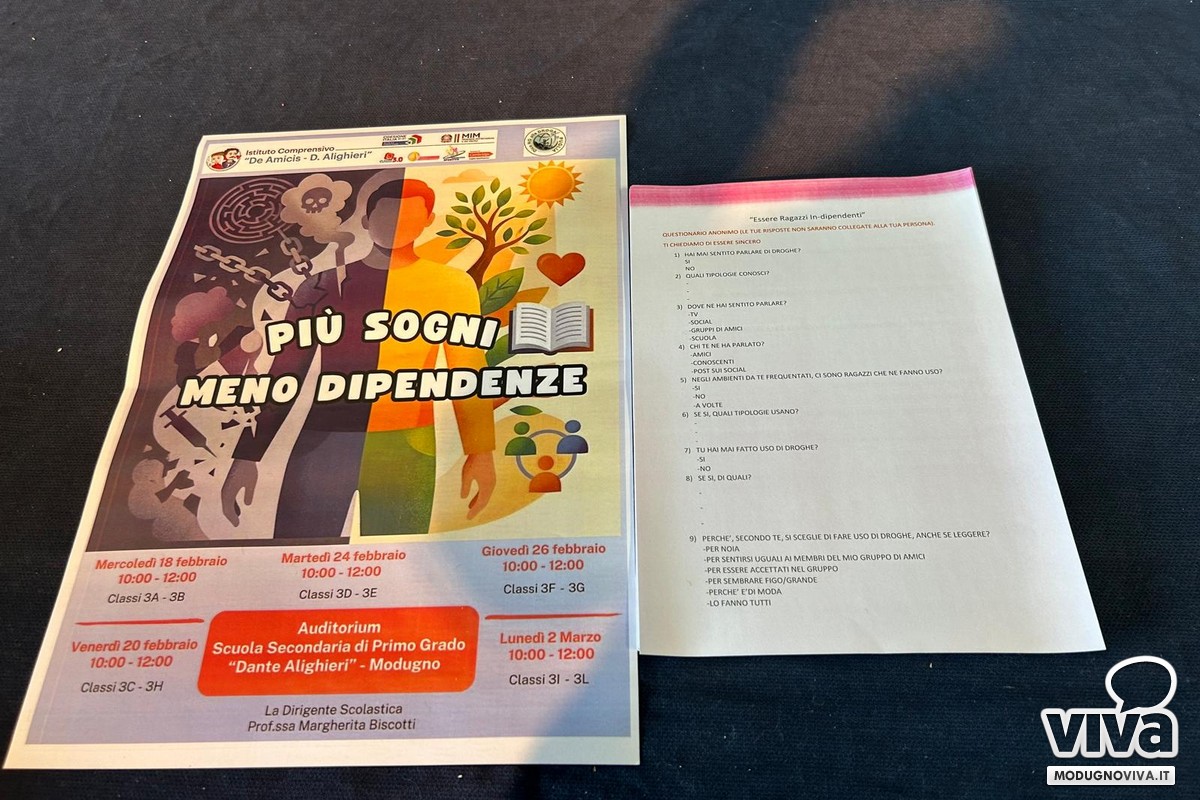 Istituto Comprensivo
"De Amicis - D. Alighieri"
MIM
PIÙ SOGNI
MENO DIPENDENZE
Mercoledì 18 febbraio
10:00 - 12:00
Classi 3A - 3B
Martedì 24 febbraio
10:00 - 12:00
Classi 3D - 3E
Giovedì 26 febbraio
10:00 - 12:00
Classi 3F - 3G
Venerdì 20 febbraio
10:00 - 12:00
Classi 3C - 3H
Auditorium
Scuola Secondaria di Primo Grado
"Dante Alighieri" - Modugno
Lunedì 2 Marzo
10:00 - 12:00
Classi 3I - 3L
La Dirigente Scolastica
Prof.ssa Margherita Biscotti
"Essere Ragazzi In-dipendenti"
QUESTIONARIO ANONIMO (LE TUE RISPOSTE NON SARANNO COLLEGATE ALLA TUA PERSONA).
TI CHIEDIAMO DI ESSERE SINCERO
1) HAI MAI SENTITO PARLARE DI DROGHE?
SI
NO
2) QUALI TIPOLOGIE CONOSCI?
-
-
-
3) DOVE NE HAI SENTITO PARLARE?
-TV
-SOCIAL
-GRUPPI DI AMICI
-SCUOLA
4) CHI TE NE HA PARLATO?
-AMICI
-CONOSCENTI
-POST SUI SOCIAL
5) NEGLI AMBIENTI DA TE FREQUENTATI, CI SONO RAGAZZI CHE NE FANNO USO?
-SI
-NO
-A VOLTE
6) SE SI, QUALI TIPOLOGIE USANO?
-
-
-
7) TU HAI MAI FATTO USO DI DROGHE?
-SI
-NO
8) SE SI, DI QUALI?
-
-
-
9) PERCHE', SECONDO TE, SI SCEGLIE DI FARE USO DI DROGHE, ANCHE SE LEGGERE?
-PER NOIA
-PER SENTIRSI UGUALI AI MEMBRI DEL MIO GRUPPO DI AMICI
-PER ESSERE ACCETTATI NEL GRUPPO
-PER SEMBRARE FIGO/GRANDE
-PERCHE' E'DI MODA
-LO FANNO TUTTI
viva
MODUGNOVIVA.IT